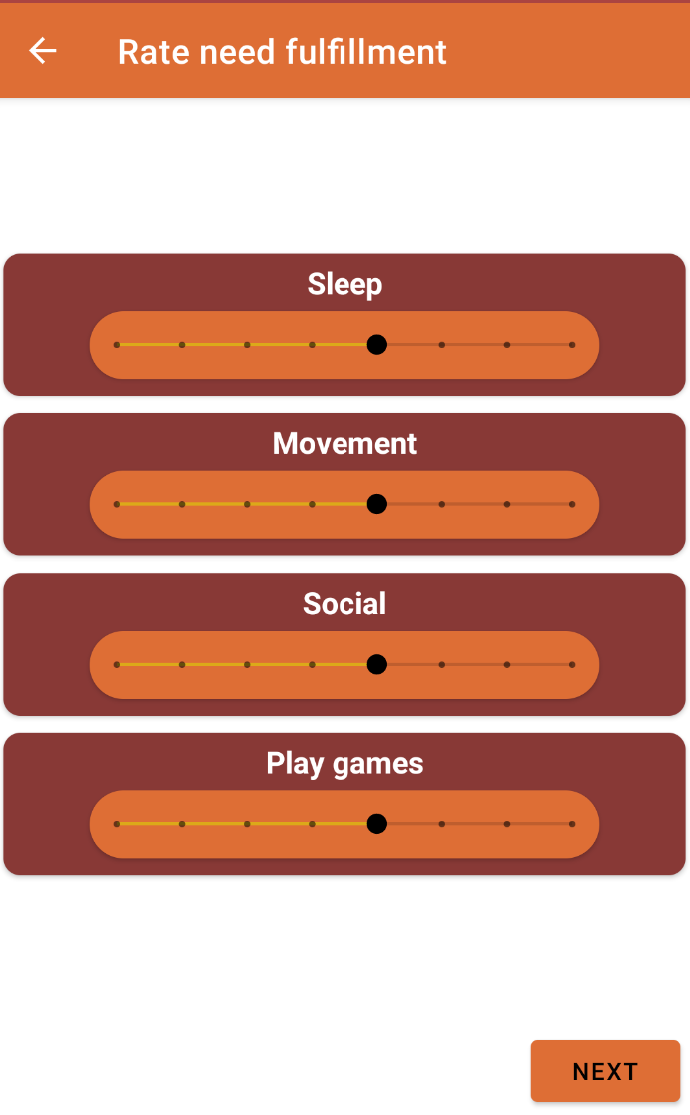 Rate need fulfillment
Sleep
Movement
Social
Play games
NEXT